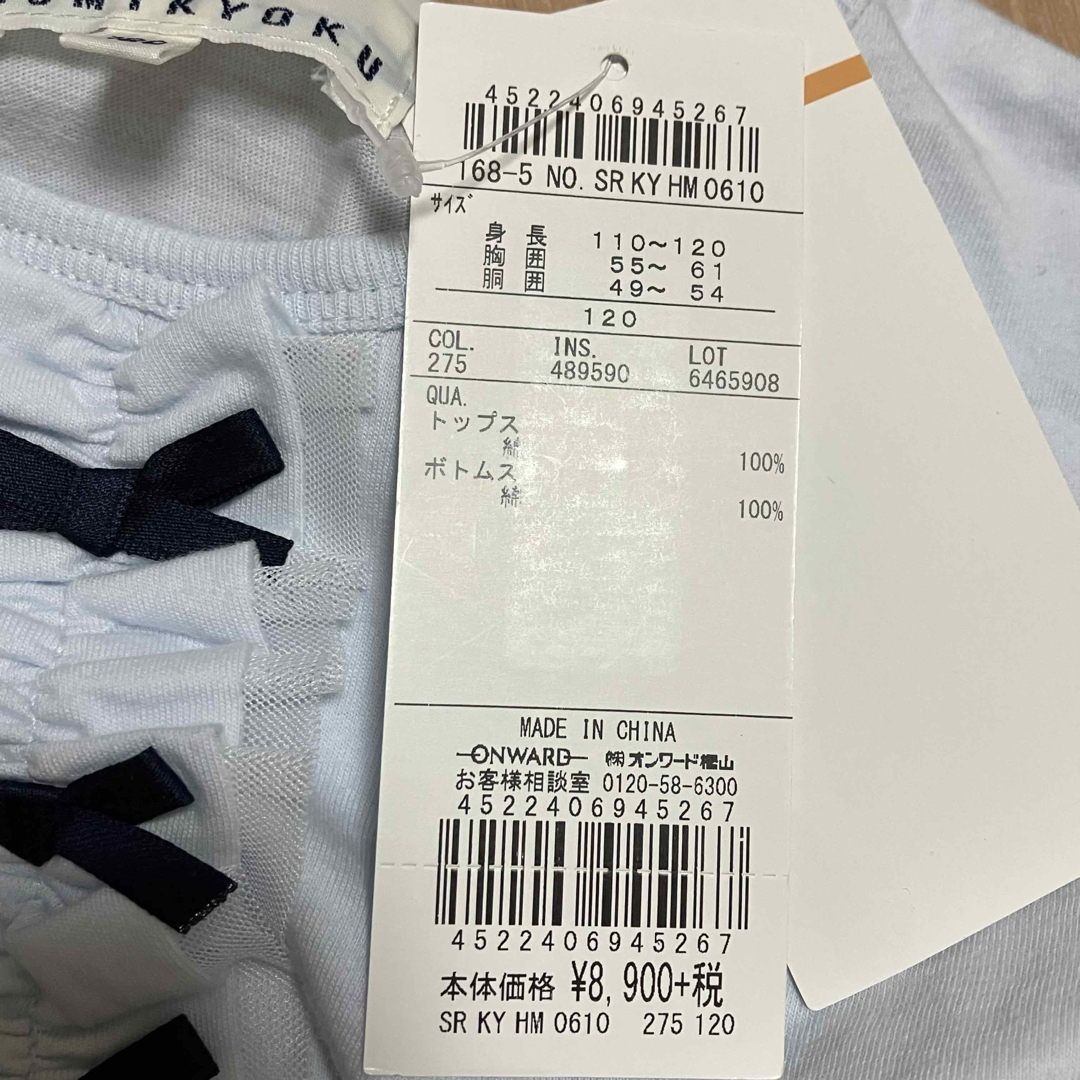 KYOKU
120
4522406945267
168-5 NO. SR KY HM 0610
サイズ
身 長 110～120
胸 囲 55～ 61
胴 囲 49～ 54
120
COL. INS. LOT
275 489590 6465908
QUA.
トップス
綿 100%
ボトムス
綿 100%
MADE IN CHINA
ONWARD ㈱オンワード樫山
お客様相談室 0120-58-6300
4522406945267
4522406945267
本体価格 ¥8,900+税
SR KY HM 0610 275 120